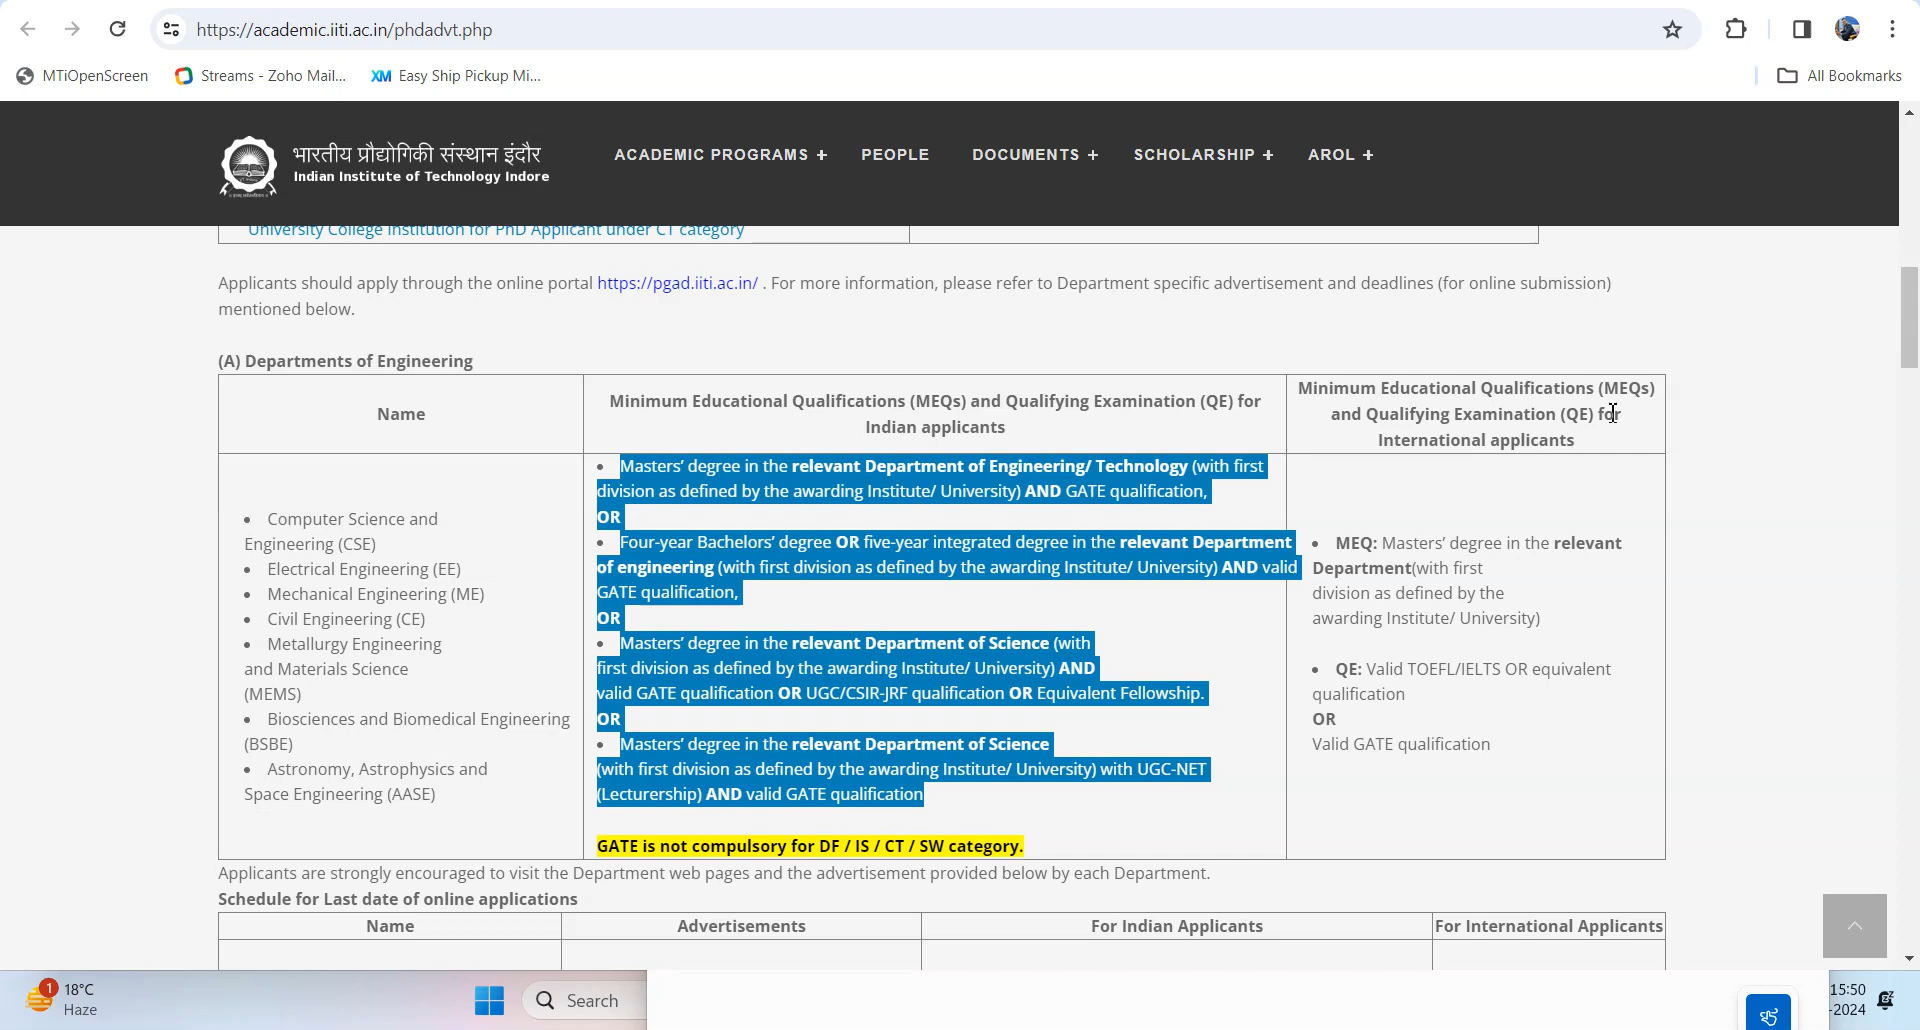 https://academic.iiti.ac.in/phdadvt.php
MTiOpenScreen
Streams - Zoho Mail...
XM Easy Ship Pickup Mi...
All Bookmarks
भारतीय प्रौद्योगिकी संस्थान इंदौर
Indian Institute of Technology Indore
ACADEMIC PROGRAMS +
PEOPLE
DOCUMENTS +
SCHOLARSHIP +
AROL +
University College Institution for PhD Applicant under CT category
Applicants should apply through the online portal https://pgad.iiti.ac.in/ . For more information, please refer to Department specific advertisement and deadlines (for online submission)
mentioned below.
(A) Departments of Engineering
Name
Minimum Educational Qualifications (MEQs) and Qualifying Examination (QE) for
Indian applicants
Minimum Educational Qualifications (MEQs)
and Qualifying Examination (QE) for
International applicants
• Computer Science and
Engineering (CSE)
• Electrical Engineering (EE)
• Mechanical Engineering (ME)
• Civil Engineering (CE)
• Metallurgy Engineering
and Materials Science
(MEMS)
• Biosciences and Biomedical Engineering
(BSBE)
• Astronomy, Astrophysics and
Space Engineering (AASE)
• Masters’ degree in the relevant Department of Engineering/ Technology (with first
division as defined by the awarding Institute/ University) AND GATE qualification,
OR
• Four-year Bachelors’ degree OR five-year integrated degree in the relevant Department
of engineering (with first division as defined by the awarding Institute/ University) AND valid
GATE qualification,
OR
• Masters’ degree in the relevant Department of Science (with
first division as defined by the awarding Institute/ University) AND
valid GATE qualification OR UGC/CSIR-JRF qualification OR Equivalent Fellowship.
OR
• Masters’ degree in the relevant Department of Science
(with first division as defined by the awarding Institute/ University) with UGC-NET
(Lecturership) AND valid GATE qualification
GATE is not compulsory for DF / IS / CT / SW category.
• MEQ: Masters’ degree in the relevant
Department(with first
division as defined by the
awarding Institute/ University)
• QE: Valid TOEFL/IELTS OR equivalent
qualification
OR
Valid GATE qualification
Applicants are strongly encouraged to visit the Department web pages and the advertisement provided below by each Department.
Schedule for Last date of online applications
Name
Advertisements
For Indian Applicants
For International Applicants
1
18°C
Haze
Search
15:50
-2024